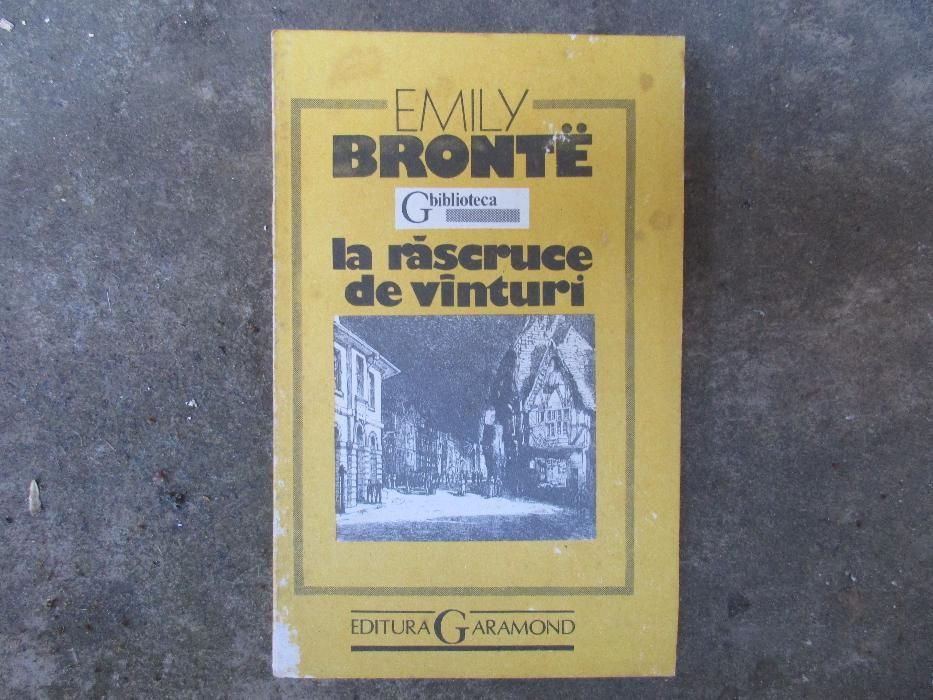 EMILY
BRONTË
G biblioteca
la răscruce
de vînturi
EDITURA GARAMOND